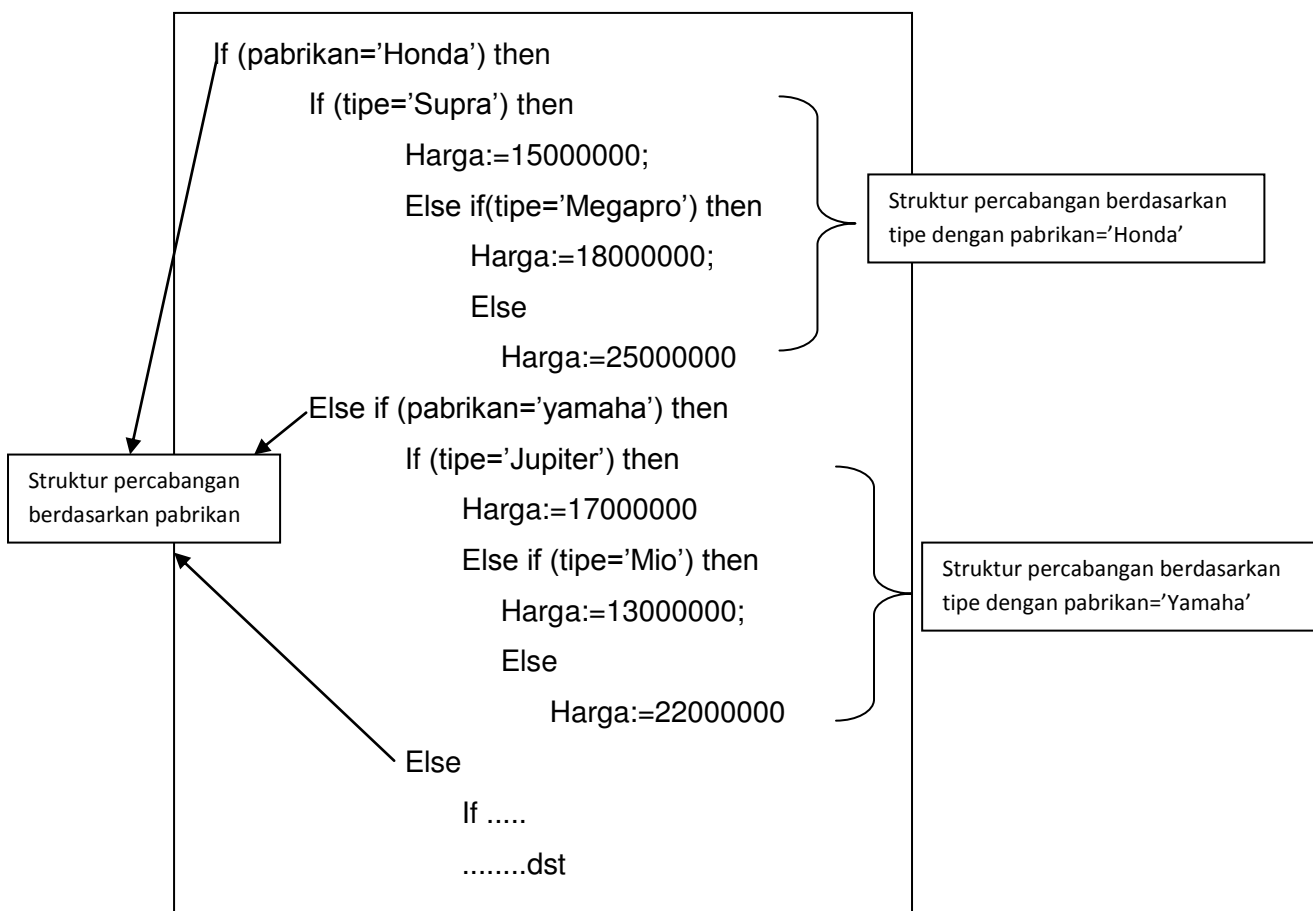 If (pabrikan=’Honda’) then
If (tipe=’Supra’) then
Harga:=15000000;
Else if(tipe=’Megapro’) then
Harga:=18000000;
Else
Harga:=25000000
Struktur percabangan berdasarkan
tipe dengan pabrikan=’Honda’
Else if (pabrikan=’yamaha’) then
If (tipe=’Jupiter’) then
Harga:=17000000
Else if (tipe=’Mio’) then
Harga:=13000000;
Else
Harga:=22000000
Struktur percabangan
berdasarkan pabrikan
Struktur percabangan berdasarkan
tipe dengan pabrikan=’Yamaha’
Else
If .....
........dst